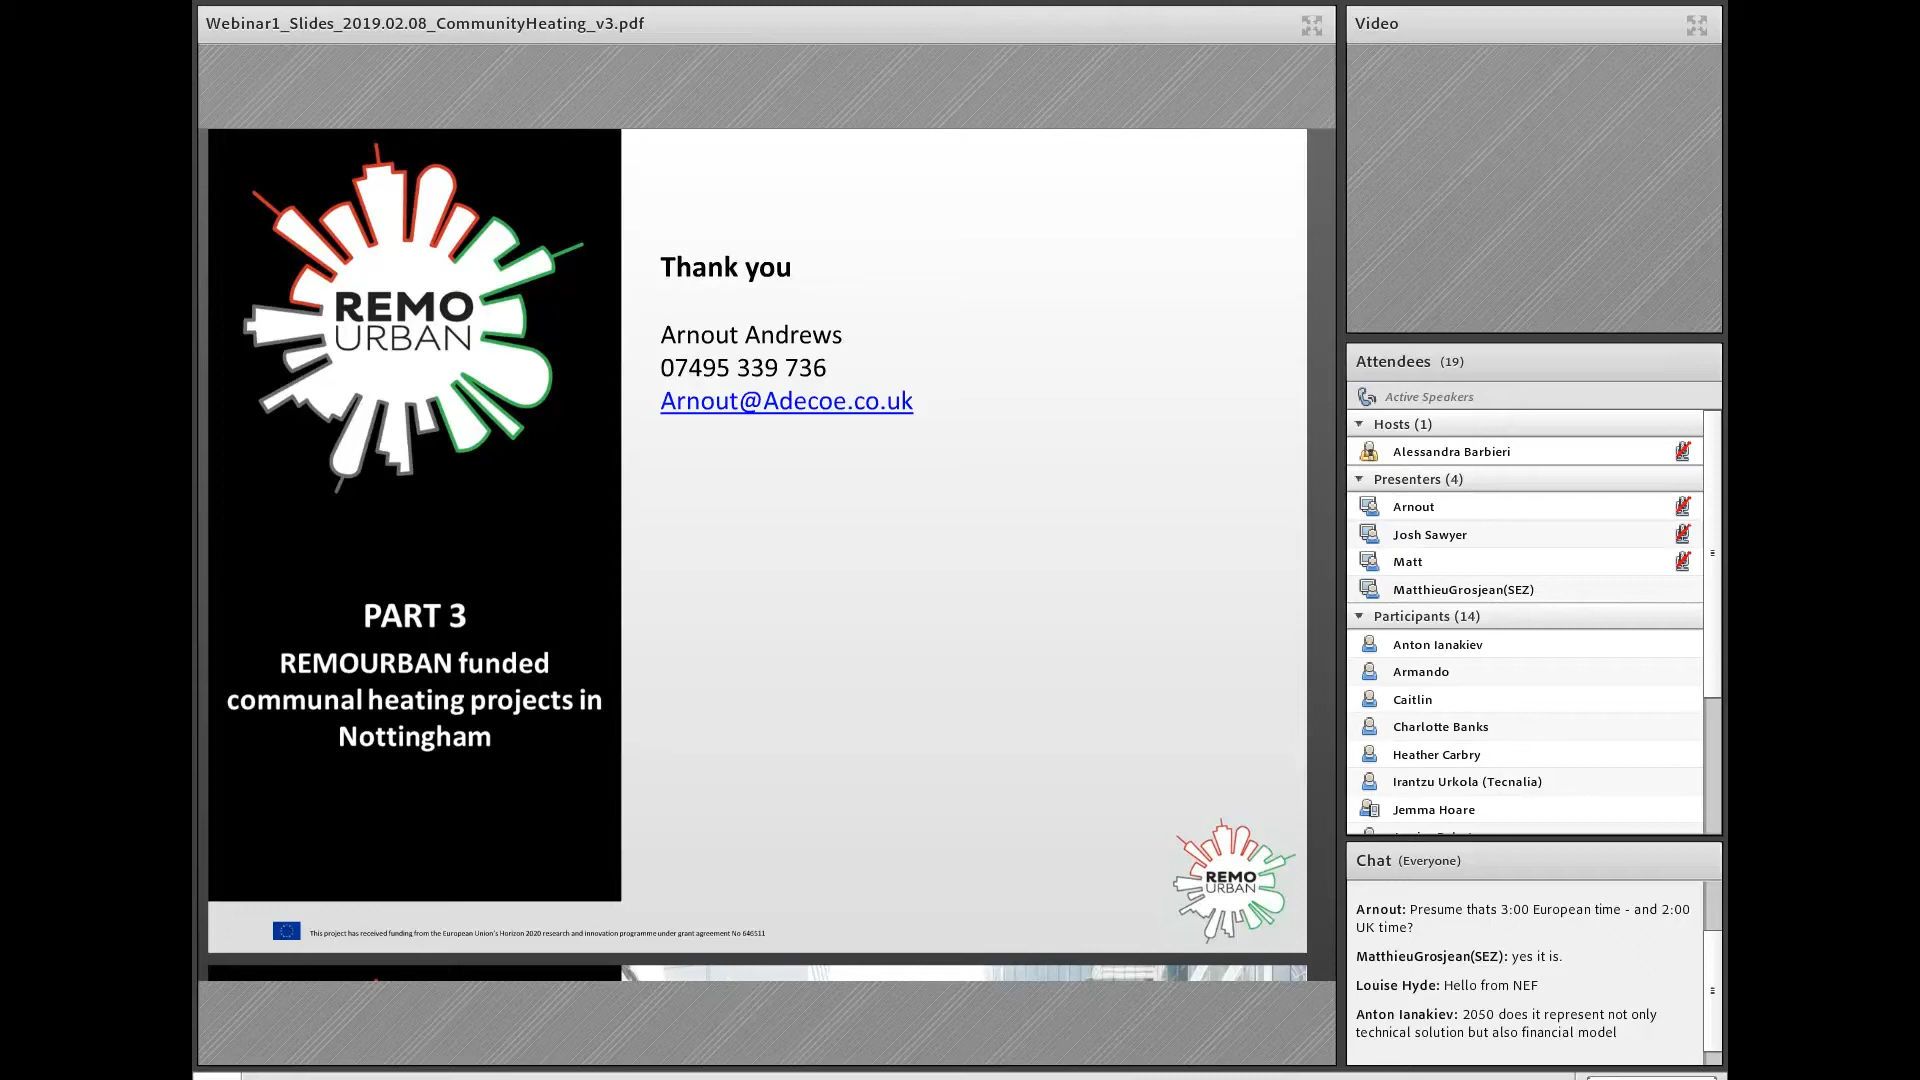 Webinar1_Slides_2019.02.08_CommunityHeating_v3.pdf
REMO
URBAN
PART 3
REMOURBAN funded
communal heating projects in
Nottingham
Thank you
Arnout Andrews
07495 339 736
Arnout@Adecoe.co.uk
REMO
URBAN
This project has received funding from the European Union's Horizon 2020 research and innovation programme under grant agreement No 646511
Video
Attendees (19)
Active Speakers
Hosts (1)
Alessandra Barbieri
Presenters (4)
Arnout
Josh Sawyer
Matt
MatthieuGrosjean(SEZ)
Participants (14)
Anton Ianakiev
Armando
Caitlin
Charlotte Banks
Heather Carbry
Irantzu Urkola (Tecnalia)
Jemma Hoare
Chat (Everyone)
Arnout: Presume thats 3:00 European time - and 2:00
UK time?
MatthieuGrosjean(SEZ): yes it is.
Louise Hyde: Hello from NEF
Anton Ianakiev: 2050 does it represent not only
technical solution but also financial model